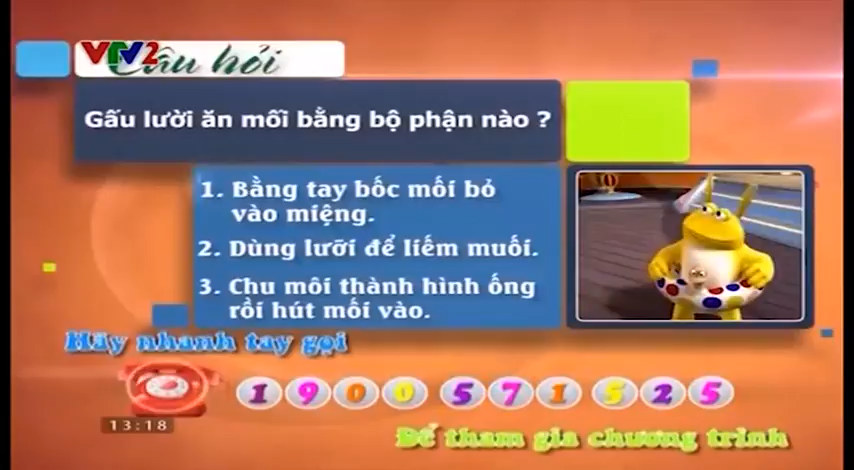 VTV2
Câu hỏi
Gấu lười ăn mối bằng bộ phận nào ?
1. Bằng tay bốc mối bỏ
vào miệng.
2. Dùng lưỡi để liếm muối.
3. Chu môi thành hình ống
rồi hút mối vào.
Hãy nhanh tay gọi
1900 571 525
13:18
Để tham gia chương trình